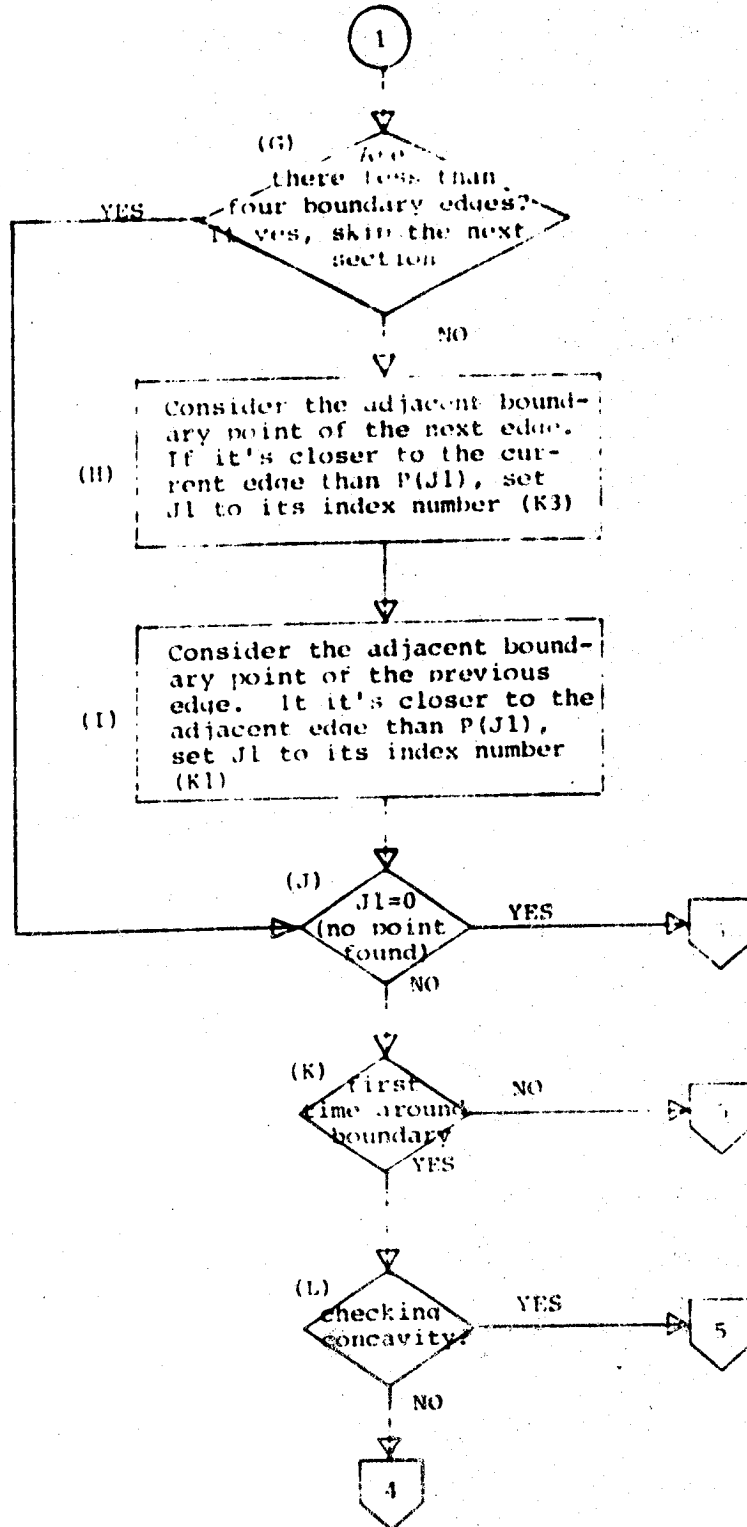 1
(G)
Are
there less than
four boundary edges?
If yes, skip the next
section
YES
NO
(H)
Consider the adjacent bound-
ary point of the next edge.
If it's closer to the cur-
rent edge than P(J1), set
J1 to its index number (K3)
(I)
Consider the adjacent bound-
ary point of the previous
edge. It it's closer to the
adjacent edge than P(J1),
set J1 to its index number
(K1)
(J)
J1=0
(no point
found)
YES
NO
(K)
first
time around
boundary
NO
YES
(L)
checking
concavity?
YES
5
NO
4